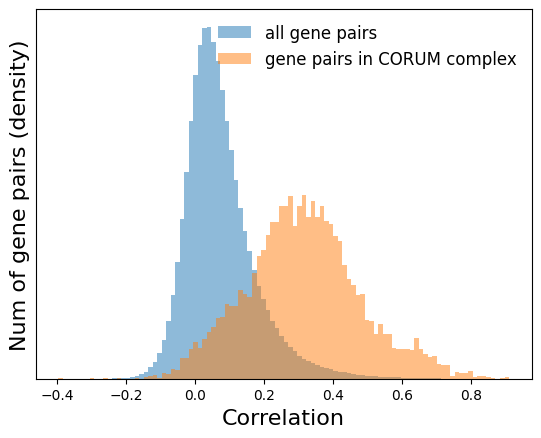 all gene pairs
gene pairs in CORUM complex
Num of gene pairs (density)
−0.4 −0.2 0.0 0.2 0.4 0.6 0.8
Correlation